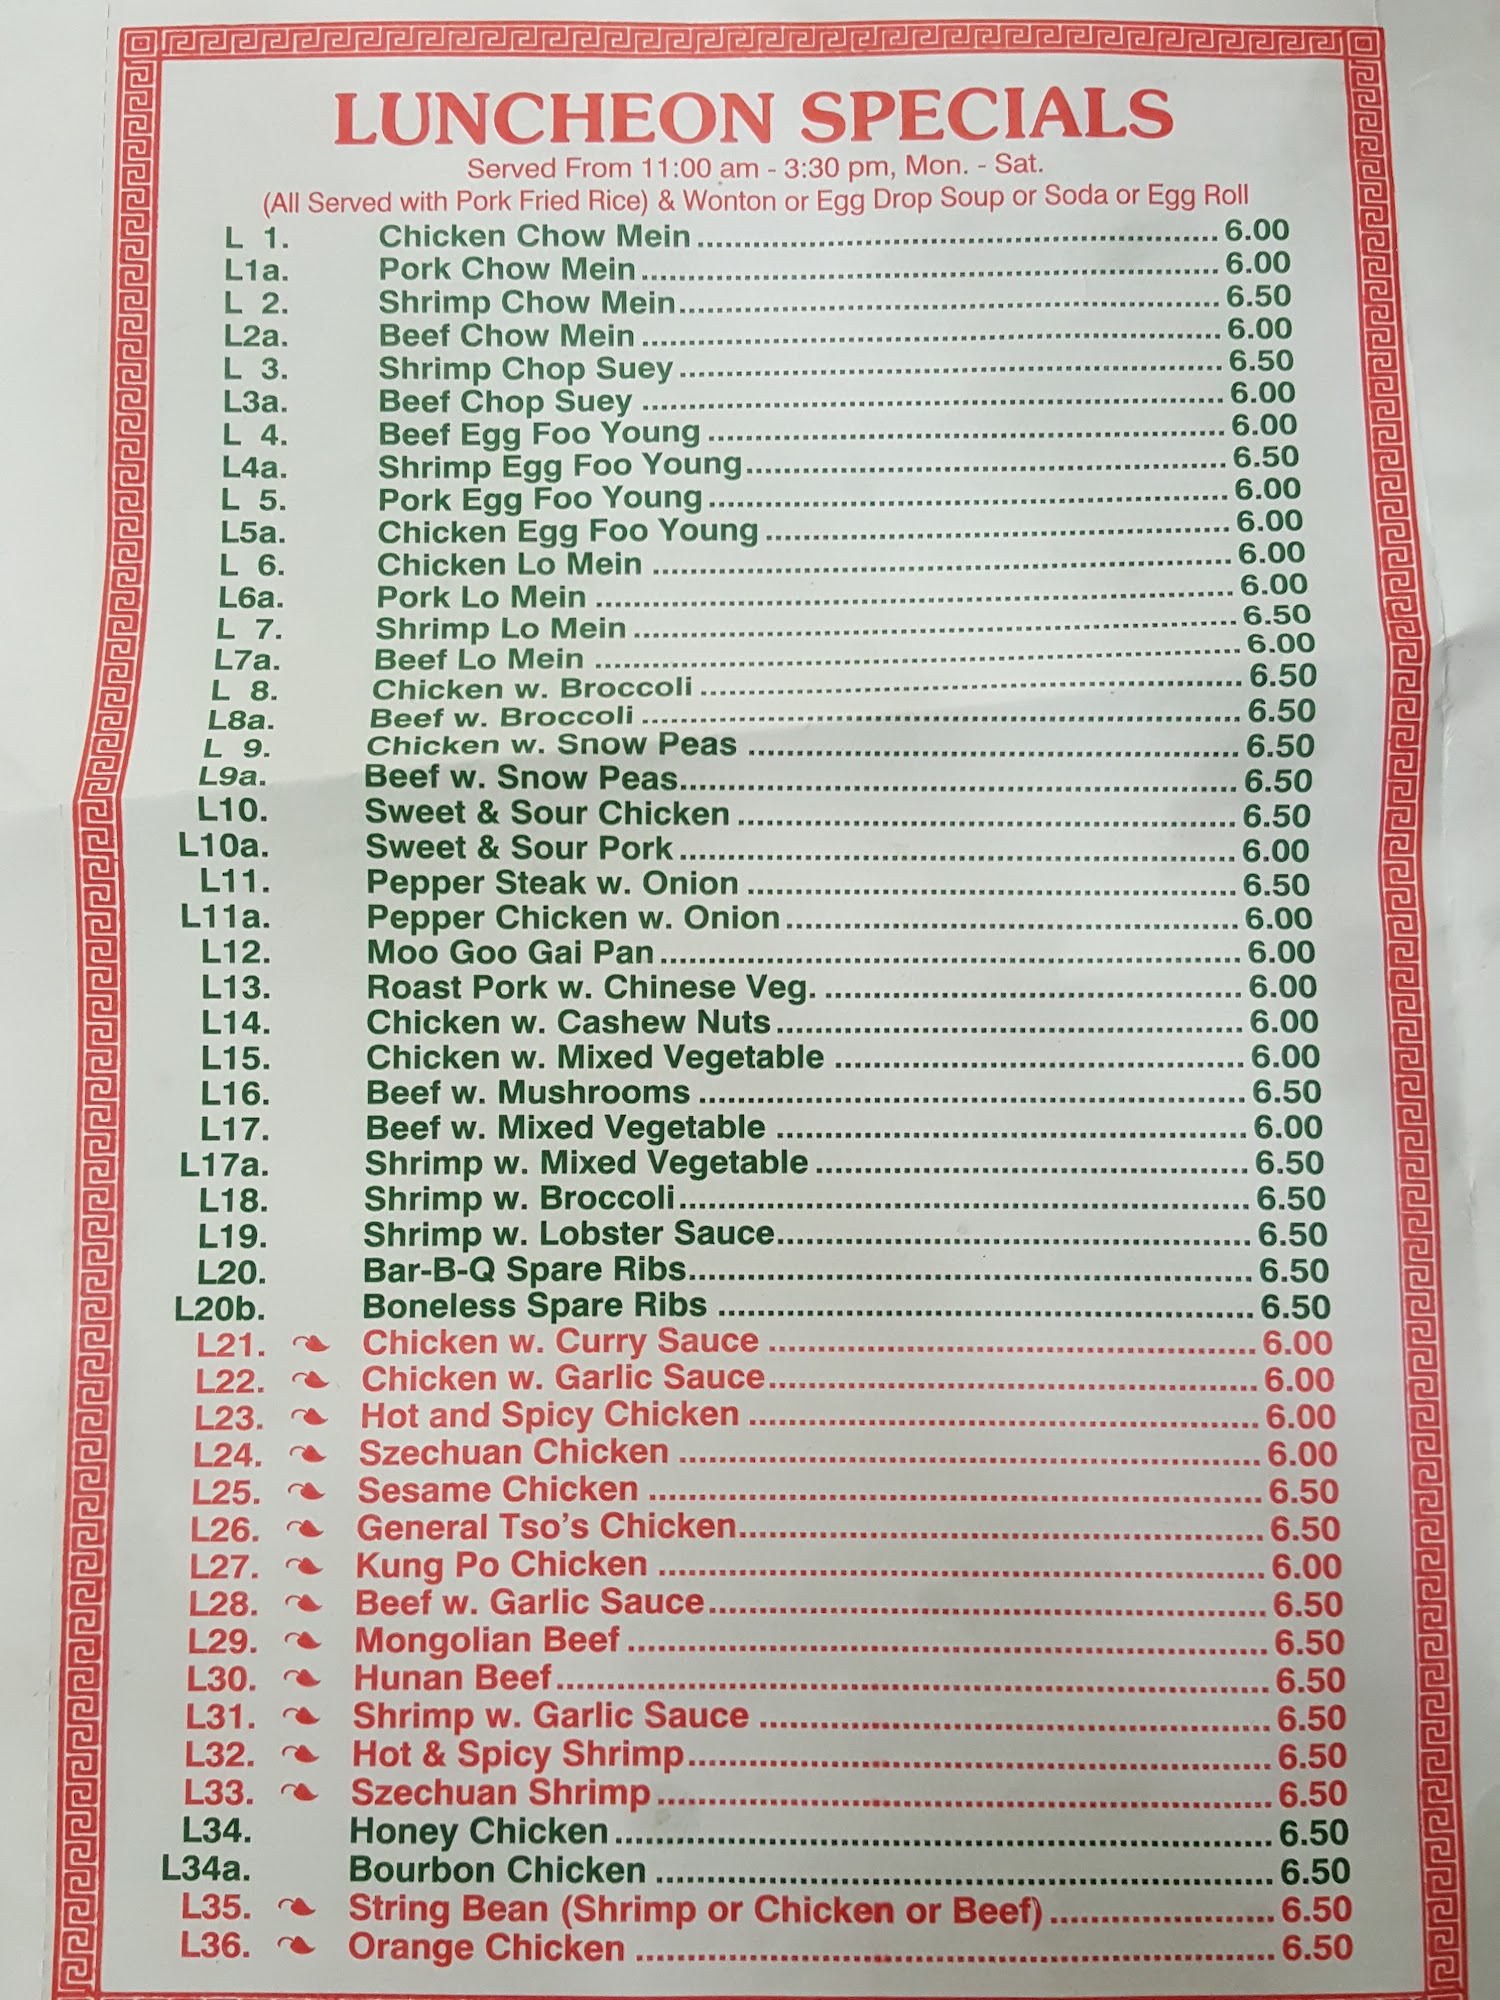 LUNCHEON SPECIALS
Served From 11:00 am - 3:30 pm, Mon. - Sat.
(All Served with Pork Fried Rice) & Wonton or Egg Drop Soup or Soda or Egg Roll
L 1. Chicken Chow Mein 6.00
L1a. Pork Chow Mein 6.00
L 2. Shrimp Chow Mein 6.50
L2a. Beef Chow Mein 6.00
L 3. Shrimp Chop Suey 6.50
L3a. Beef Chop Suey 6.00
L 4. Beef Egg Foo Young 6.00
L4a. Shrimp Egg Foo Young 6.50
L 5. Pork Egg Foo Young 6.00
L5a. Chicken Egg Foo Young 6.00
L 6. Chicken Lo Mein 6.00
L6a. Pork Lo Mein 6.00
L 7. Shrimp Lo Mein 6.50
L7a. Beef Lo Mein 6.00
L 8. Chicken w. Broccoli 6.50
L8a. Beef w. Broccoli 6.50
L 9. Chicken w. Snow Peas 6.50
L9a. Beef w. Snow Peas 6.50
L10. Sweet & Sour Chicken 6.50
L10a. Sweet & Sour Pork 6.00
L11. Pepper Steak w. Onion 6.50
L11a. Pepper Chicken w. Onion 6.00
L12. Moo Goo Gai Pan 6.00
L13. Roast Pork w. Chinese Veg. 6.00
L14. Chicken w. Cashew Nuts 6.00
L15. Chicken w. Mixed Vegetable 6.00
L16. Beef w. Mushrooms 6.50
L17. Beef w. Mixed Vegetable 6.00
L17a. Shrimp w. Mixed Vegetable 6.50
L18. Shrimp w. Broccoli 6.50
L19. Shrimp w. Lobster Sauce 6.50
L20. Bar-B-Q Spare Ribs 6.50
L20b. Boneless Spare Ribs 6.50
L21. Chicken w. Curry Sauce 6.00
L22. Chicken w. Garlic Sauce 6.00
L23. Hot and Spicy Chicken 6.00
L24. Szechuan Chicken 6.00
L25. Sesame Chicken 6.50
L26. General Tso's Chicken 6.50
L27. Kung Po Chicken 6.00
L28. Beef w. Garlic Sauce 6.50
L29. Mongolian Beef 6.50
L30. Hunan Beef 6.50
L31. Shrimp w. Garlic Sauce 6.50
L32. Hot & Spicy Shrimp 6.50
L33. Szechuan Shrimp 6.50
L34. Honey Chicken 6.50
L34a. Bourbon Chicken 6.50
L35. String Bean (Shrimp or Chicken or Beef) 6.50
L36. Orange Chicken 6.50